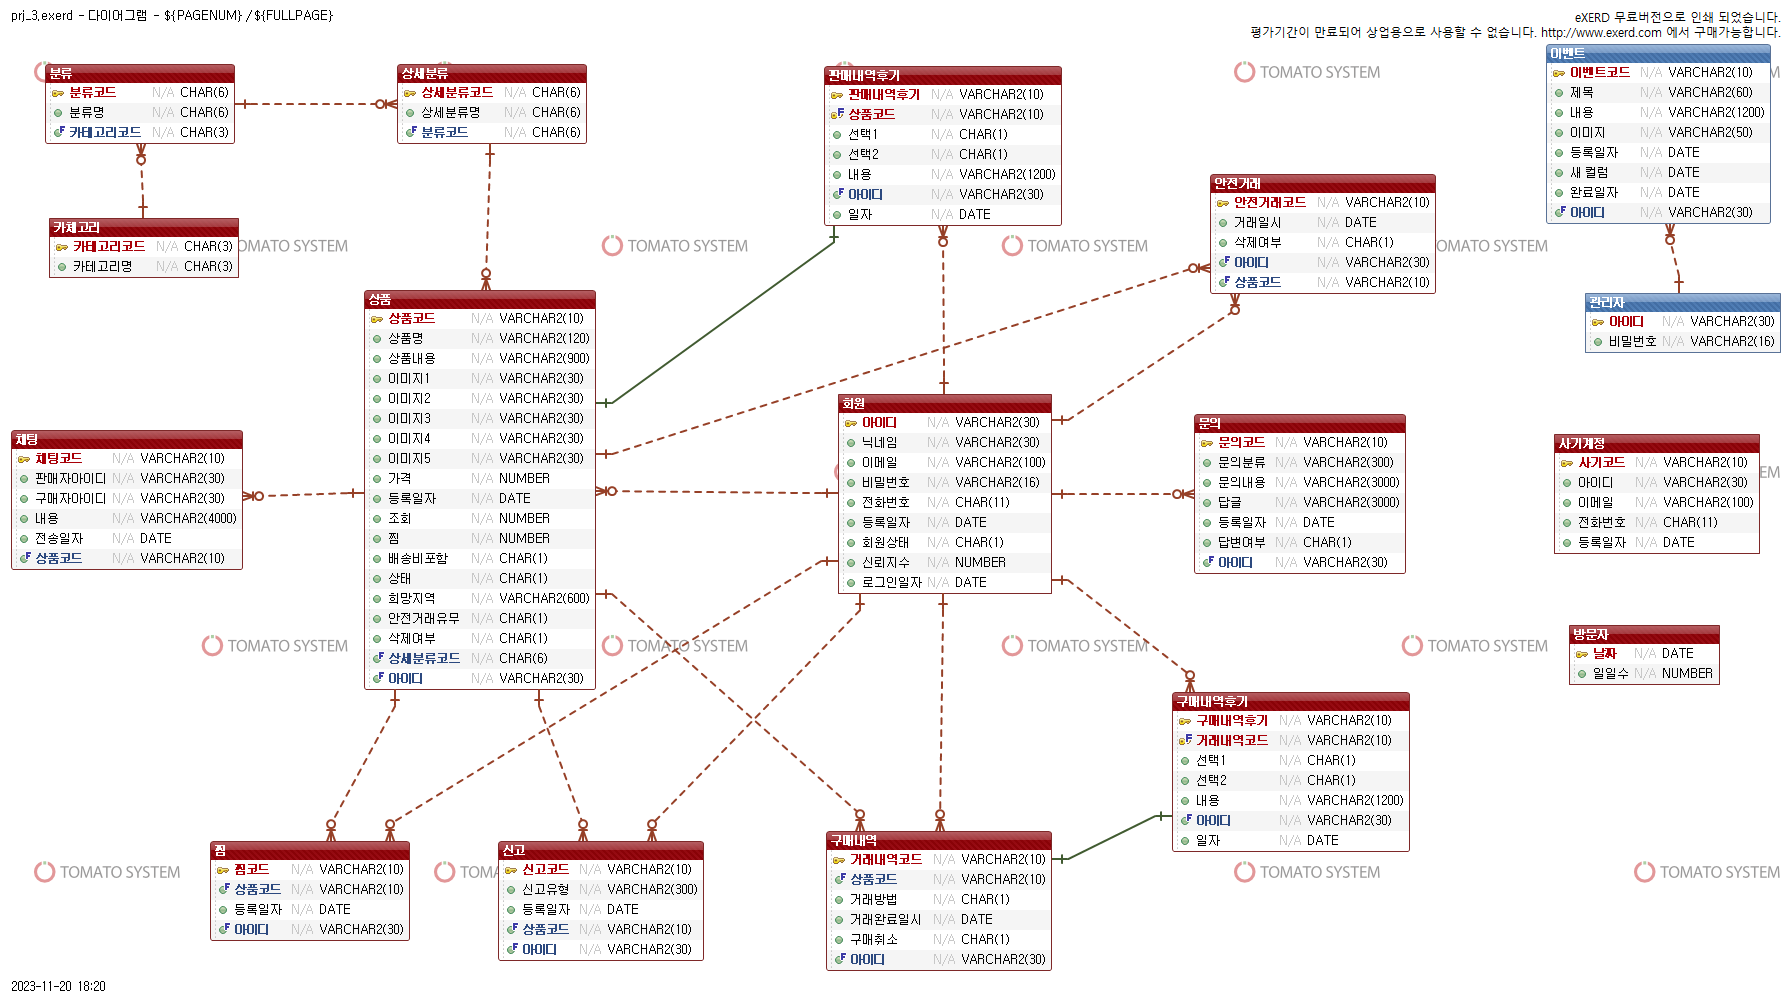 prj_3.exerd - 다이어그램 - ${PAGENUM} / ${FULLPAGE}
eXERD 무료버전으로 인쇄 되었습니다.
평가기간이 만료되어 상업용으로 사용할 수 없습니다. http://www.exerd.com 에서 구매가능합니다.
분류
분류코드 N/A CHAR(6)
분류명 N/A CHAR(6)
카테고리코드 N/A CHAR(3)
상세분류
상세분류코드 N/A CHAR(6)
상세분류명 N/A CHAR(6)
분류코드 N/A CHAR(6)
판매내역후기
판매내역후기 N/A VARCHAR2(10)
상품코드 N/A VARCHAR2(10)
선택1 N/A CHAR(1)
선택2 N/A CHAR(1)
내용 N/A VARCHAR2(1200)
아이디 N/A VARCHAR2(30)
일자 N/A DATE
TOMATO SYSTEM
이벤트
이벤트코드 N/A VARCHAR2(10)
제목 N/A VARCHAR2(60)
내용 N/A VARCHAR2(1200)
이미지 N/A VARCHAR2(50)
등록일자 N/A DATE
새 컬럼 N/A DATE
완료일자 N/A DATE
아이디 N/A VARCHAR2(30)
안전거래
안전거래코드 N/A VARCHAR2(10)
거래일시 N/A DATE
삭제여부 N/A CHAR(1)
아이디 N/A VARCHAR2(30)
상품코드 N/A VARCHAR2(10)
카체고리
카테고리코드 N/A CHAR(3)
카테고리명 N/A CHAR(3)
OMATO SYSTEM
TOMATO SYSTEM
TOMATO SYSTEM
OMATO SYSTEM
관리자
아이디 N/A VARCHAR2(30)
비밀번호 N/A VARCHAR2(16)
상품
상품코드 N/A VARCHAR2(10)
상품명 N/A VARCHAR2(120)
상품내용 N/A VARCHAR2(900)
이미지1 N/A VARCHAR2(30)
이미지2 N/A VARCHAR2(30)
이미지3 N/A VARCHAR2(30)
이미지4 N/A VARCHAR2(30)
이미지5 N/A VARCHAR2(30)
가격 N/A NUMBER
등록일자 N/A DATE
조회 N/A NUMBER
찜 N/A NUMBER
배송비포함 N/A CHAR(1)
상태 N/A CHAR(1)
희망지역 N/A VARCHAR2(600)
안전거래유무 N/A CHAR(1)
삭제여부 N/A CHAR(1)
상세분류코드 N/A CHAR(6)
아이디 N/A VARCHAR2(30)
채팅
채팅코드 N/A VARCHAR2(10)
판매자아이디 N/A VARCHAR2(30)
구매자아이디 N/A VARCHAR2(30)
내용 N/A VARCHAR2(4000)
전송일자 N/A DATE
상품코드 N/A VARCHAR2(10)
회원
아이디 N/A VARCHAR2(30)
닉네임 N/A VARCHAR2(30)
이메일 N/A VARCHAR2(100)
비밀번호 N/A VARCHAR2(16)
전화번호 N/A CHAR(11)
등록일자 N/A DATE
회원상태 N/A CHAR(1)
신뢰지수 N/A NUMBER
로그인일자 N/A DATE
문의
문의코드 N/A VARCHAR2(10)
문의분류 N/A VARCHAR2(300)
문의내용 N/A VARCHAR2(3000)
답글 N/A VARCHAR2(3000)
등록일자 N/A DATE
답변여부 N/A CHAR(1)
아이디 N/A VARCHAR2(30)
사기계정
사기코드 N/A VARCHAR2(10)
아이디 N/A VARCHAR2(30)
이메일 N/A VARCHAR2(100)
전화번호 N/A CHAR(11)
등록일자 N/A DATE
EM
방문자
날짜 N/A DATE
일일수 N/A NUMBER
TOMATO SYSTEM
TOMATO SYSTEM
TOMATO SYSTEM
TOMATO SYSTEM
구매내역후기
구매내역후기 N/A VARCHAR2(10)
거래내역코드 N/A VARCHAR2(10)
선택1 N/A CHAR(1)
선택2 N/A CHAR(1)
내용 N/A VARCHAR2(1200)
아이디 N/A VARCHAR2(30)
일자 N/A DATE
찜
찜코드 N/A VARCHAR2(10)
상품코드 N/A VARCHAR2(10)
등록일자 N/A DATE
아이디 N/A VARCHAR2(30)
신고
신고코드 N/A VARCHAR2(10)
신고유형 N/A VARCHAR2(300)
등록일자 N/A DATE
상품코드 N/A VARCHAR2(10)
아이디 N/A VARCHAR2(30)
구매내역
거래내역코드 N/A VARCHAR2(10)
상품코드 N/A VARCHAR2(10)
거래방법 N/A CHAR(1)
거래완료일시 N/A DATE
구매취소 N/A CHAR(1)
아이디 N/A VARCHAR2(30)
TOMATO SYSTEM
TOMA
TOMATO SYSTEM
TOMATO SYSTEM
2023-11-20 18:20